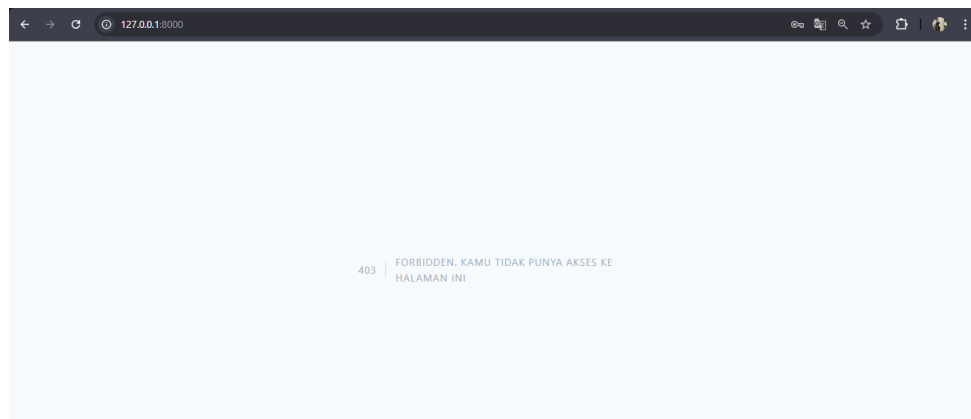 127.0.0.1:8000
403
FORBIDDEN. KAMU TIDAK PUNYA AKSES KE
HALAMAN INI